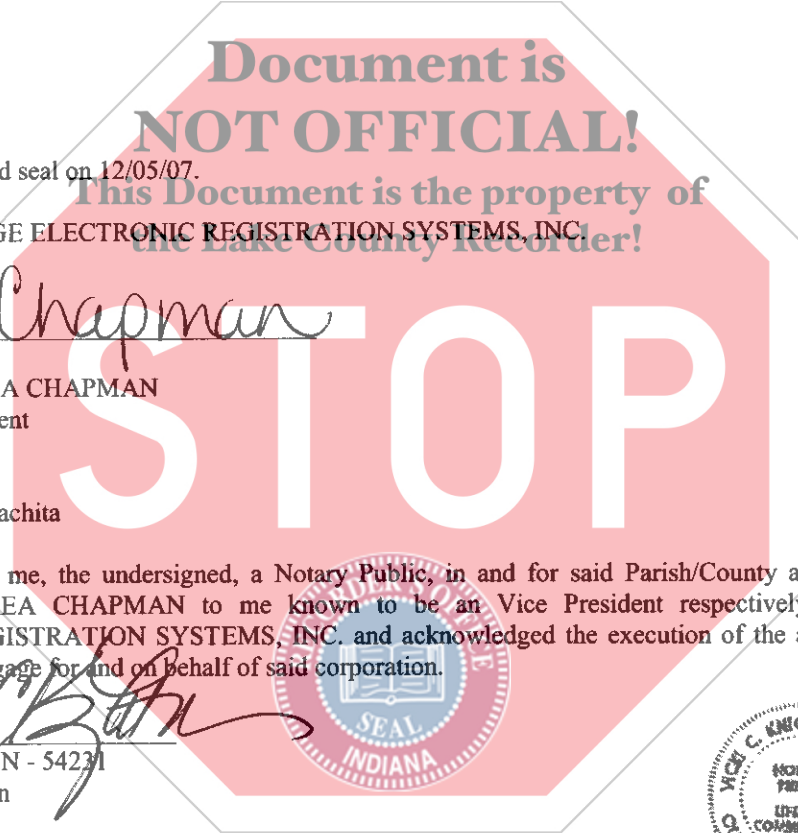 Document is
NOT OFFICIAL!
d seal on 12/05/07.
This Document is the property of
GE ELECTRONIC REGISTRATION SYSTEMS, INC.
the Lake County Recorder!
Chapman
STOP
A CHAPMAN
ent
achita
me, the undersigned, a Notary Public, in and for said Parish/County a
EA CHAPMAN to me known to be an Vice President respectively
GISTRATION SYSTEMS, INC. and acknowledged the execution of the a
gage for and on behalf of said corporation.
SEAL
INDIANA
N - 54231
n
VICKI C.